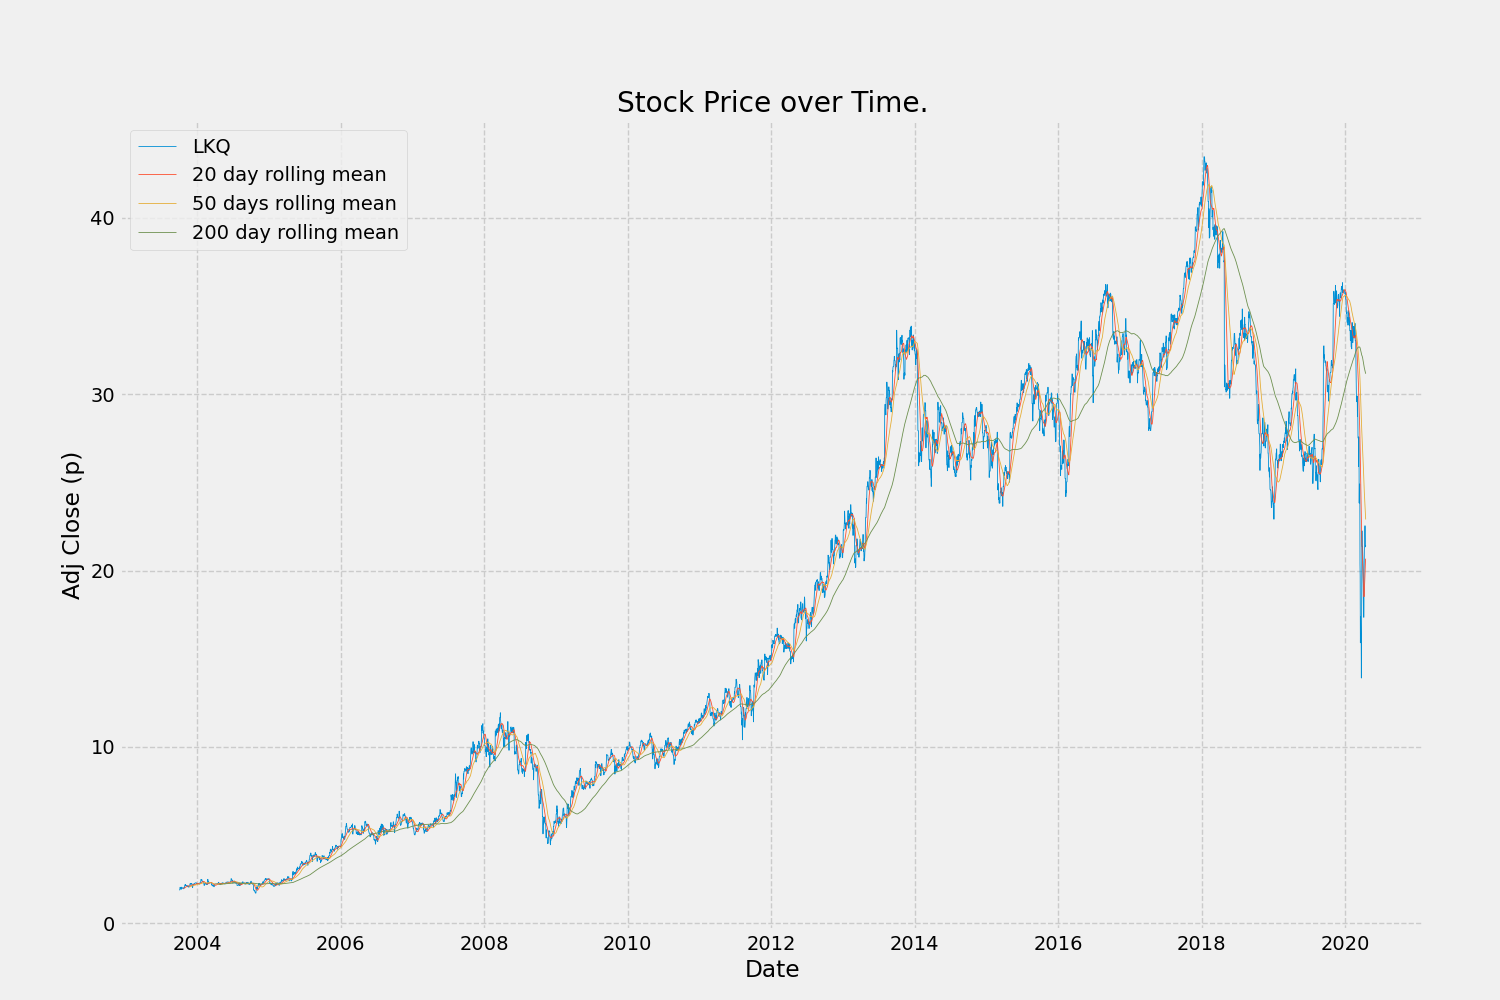 Stock Price over Time.
LKQ
20 day rolling mean
50 days rolling mean
200 day rolling mean
40
30
20
10
0
Adj Close (p)
2004 2006 2008 2010 2012 2014 2016 2018 2020
Date